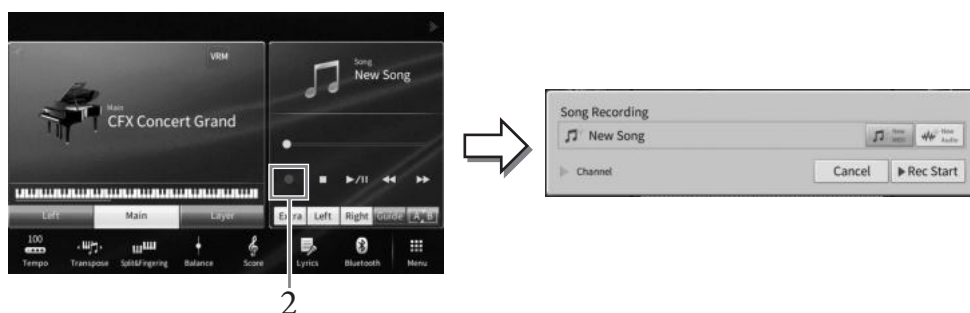 VRM
Main
CFX Concert Grand
Left
Main
Layer
Song
New Song
Extra
Left
Right
Guide
A B
100
Tempo
Transpose
Split&Fingering
Balance
Score
Lyrics
Bluetooth
Menu
2
Song Recording
New Song
New
MIDI
New
Audio
Channel
Cancel
Rec Start